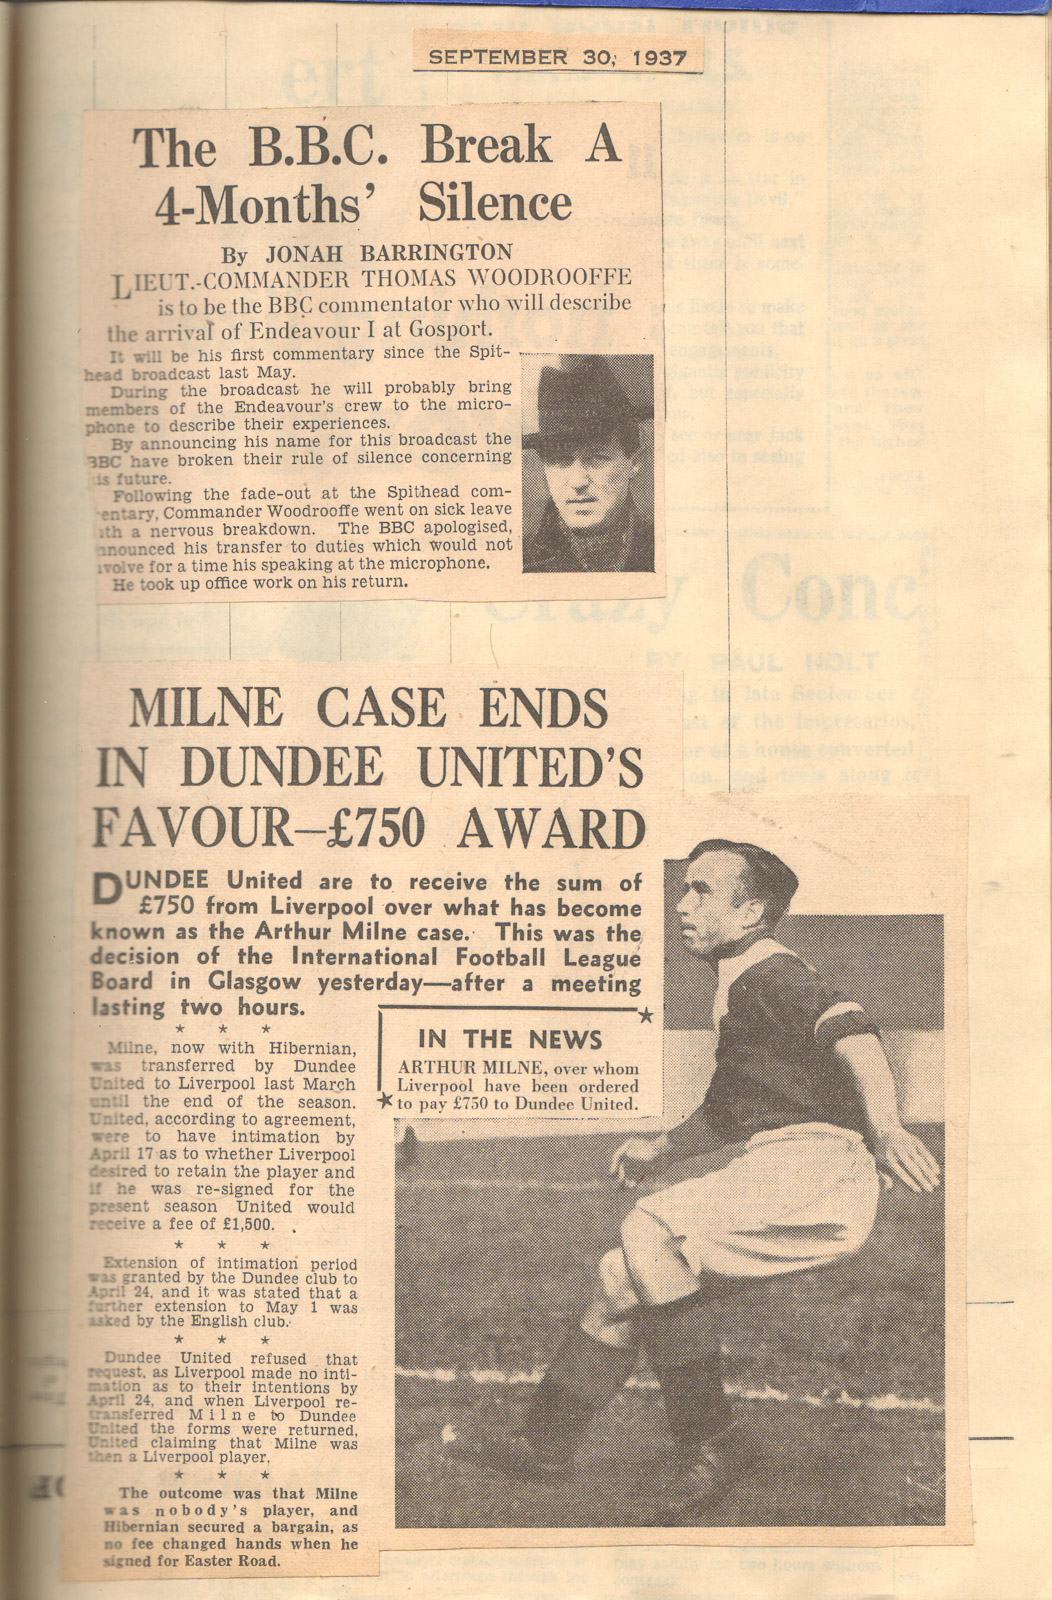 SEPTEMBER 30, 1937
The B.B.C. Break A
4-Months' Silence
By JONAH BARRINGTON
LIEUT.-COMMANDER THOMAS WOODROOFFE
is to be the BBC commentator who will describe
the arrival of Endeavour I at Gosport.
It will be his first commentary since the Spit-
head broadcast last May.
During the broadcast he will probably bring
members of the Endeavour's crew to the micro-
phone to describe their experiences.
By announcing his name for this broadcast the
BBC have broken their rule of silence concerning
is future.
Following the fade-out at the Spithead com-
entary, Commander Woodrooffe went on sick leave
ith a nervous breakdown. The BBC apologised,
nnounced his transfer to duties which would not
nvolve for a time his speaking at the microphone.
He took up office work on his return.
MILNE CASE ENDS
IN DUNDEE UNITED'S
FAVOUR—£750 AWARD
DUNDEE United are to receive the sum of
£750 from Liverpool over what has become
known as the Arthur Milne case. This was the
decision of the International Football League
Board in Glasgow yesterday—after a meeting
lasting two hours.
* * *
Milne, now with Hibernian,
was transferred by Dundee
United to Liverpool last March
until the end of the season.
United, according to agreement,
were to have intimation by
April 17 as to whether Liverpool
desired to retain the player and
if he was re-signed for the
present season United would
receive a fee of £1,500.
* * *
Extension of intimation period
was granted by the Dundee club to
April 24, and it was stated that a
further extension to May 1 was
asked by the English club.
* * *
Dundee United refused that
request, as Liverpool made no inti-
mation as to their intentions by
April 24, and when Liverpool re-
transferred Milne to Dundee
United the forms were returned,
United claiming that Milne was
then a Liverpool player.
* * *
The outcome was that Milne
was nobody's player, and
Hibernian secured a bargain, as
no fee changed hands when he
signed for Easter Road.
IN THE NEWS
ARTHUR MILNE, over whom
Liverpool have been ordered
to pay £750 to Dundee United.
Crazy Conc
BY PAUL HOLT